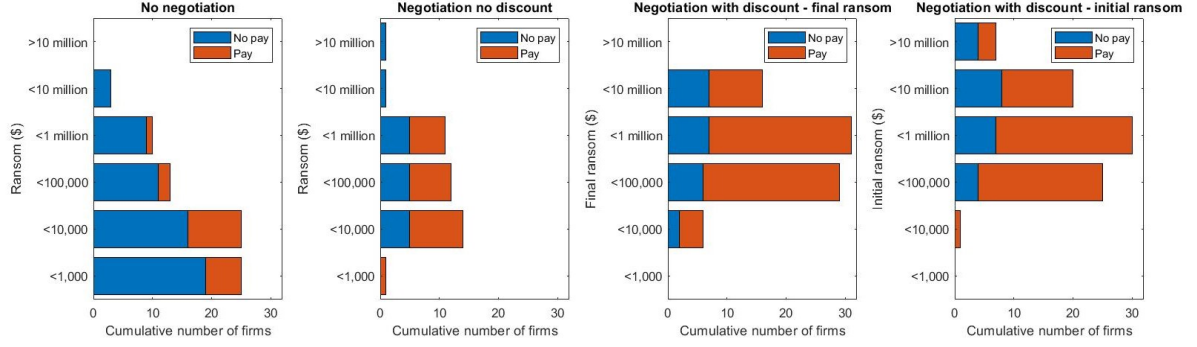 No negotiation
Ransom ($)
>10 million
<10 million
<1 million
<100,000
<10,000
<1,000
No pay
Pay
0 10 20 30
Cumulative number of firms
Negotiation no discount
Ransom ($)
>10 million
<10 million
<1 million
<100,000
<10,000
<1,000
No pay
Pay
0 10 20 30
Cumulative number of firms
Negotiation with discount - final ransom
Final ransom ($)
>10 million
<10 million
<1 million
<100,000
<10,000
<1,000
No pay
Pay
0 10 20 30
Cumulative number of firms
Negotiation with discount - initial ransom
Initial ransom ($)
>10 million
<10 million
<1 million
<100,000
<10,000
<1,000
No pay
Pay
0 10 20 30
Cumulative number of firms